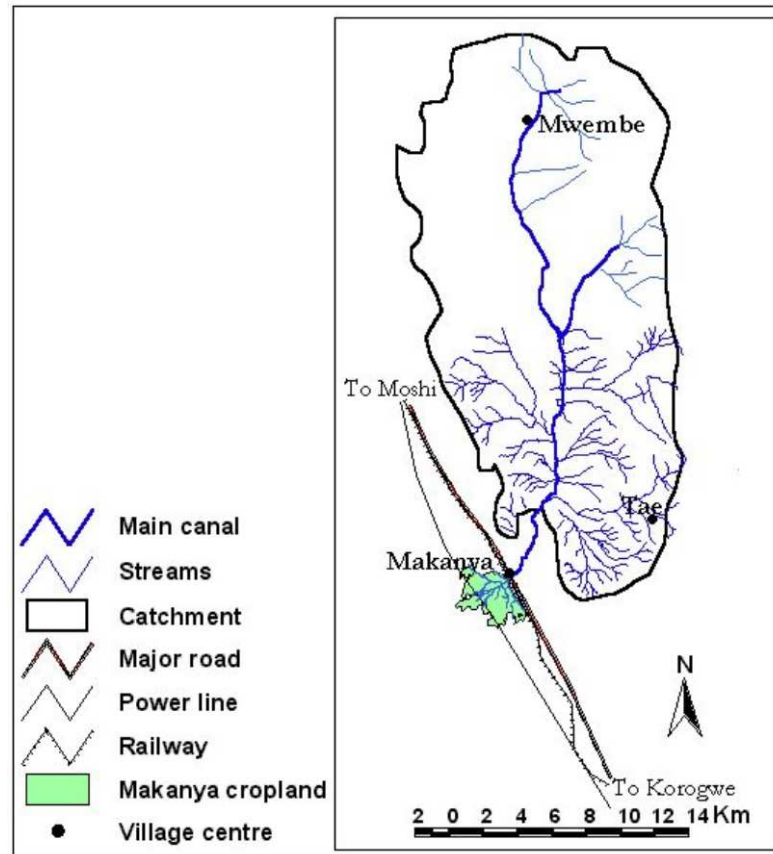 Mwembe
To Moshi
Tae
Makanya
N
To Korogwe
2 0 2 4 6 8 10 12 14 Km
Main canal
Streams
Catchment
Major road
Power line
Railway
Makanya cropland
Village centre